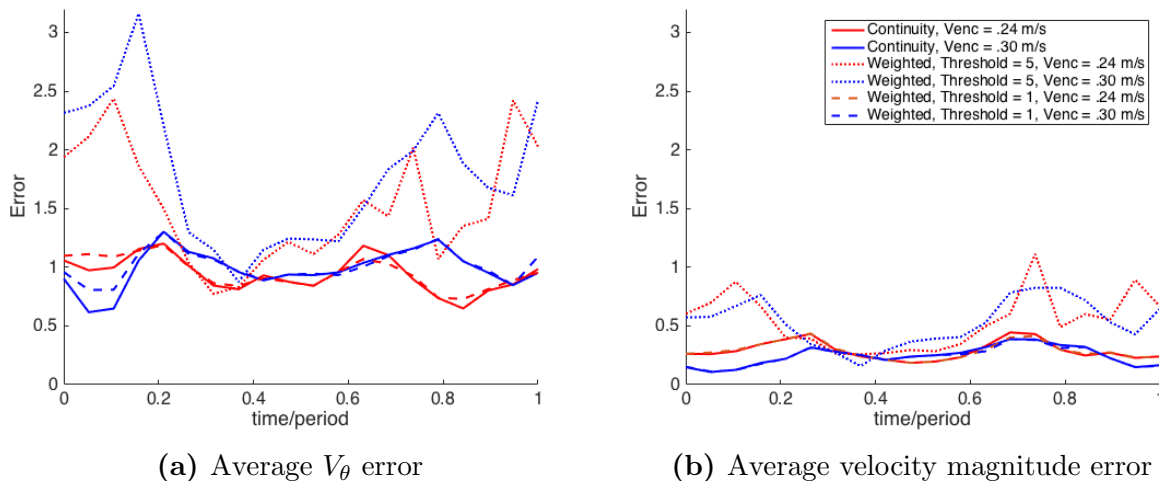 3
2.5
2
1.5
1
0.5
0
Error
0
0.2
0.4
0.6
0.8
1
time/period
(a) Average Vθ error
3
2.5
2
1.5
1
0.5
0
Error
0
0.2
0.4
0.6
0.8
1
time/period
Continuity, Venc = .24 m/s
Continuity, Venc = .30 m/s
Weighted, Threshold = 5, Venc = .24 m/s
Weighted, Threshold = 5, Venc = .30 m/s
Weighted, Threshold = 1, Venc = .24 m/s
Weighted, Threshold = 1, Venc = .30 m/s
(b) Average velocity magnitude error